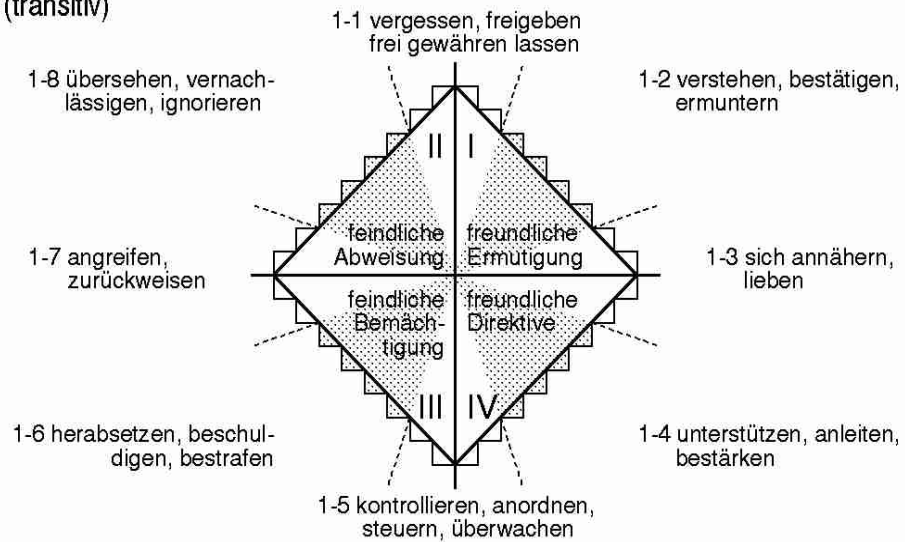 (transitiv)
1-1 vergessen, freigeben
frei gewähren lassen
1-8 übersehen, vernach-
lässigen, ignorieren
1-2 verstehen, bestätigen,
ermuntern
II
I
feindliche
Abweisung
freundliche
Ermutigung
1-7 angreifen,
zurückweisen
1-3 sich annähern,
lieben
feindliche
Bemäch-
tigung
freundliche
Direktive
III
IV
1-6 herabsetzen, beschul-
digen, bestrafen
1-4 unterstützen, anleiten,
bestärken
1-5 kontrollieren, anordnen,
steuern, überwachen